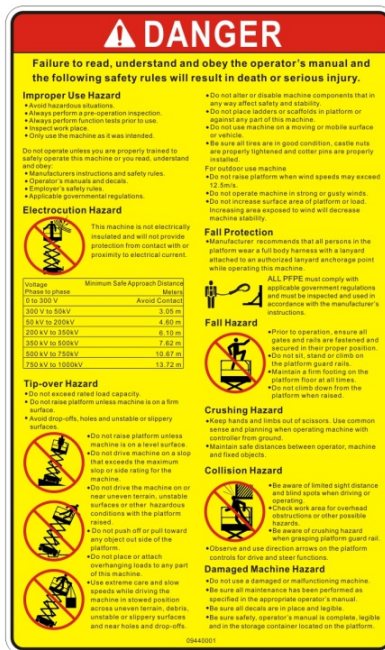 DANGER
Failure to read, understand and obey the operator's manual and
the following safety rules will result in death or serious injury.
Improper Use Hazard
•Avoid hazardous situations.
•Always perform a pre-operation inspection.
•Always perform function tests prior to use.
•Inspect work place.
•Only use the machine as it was intended.
Do not operate unless you are properly trained to
safely operate this machine or you read, understand
and obey:
•Manufacturers instructions and safety rules.
•Operator's manuals and decals.
•Employer's safety rules.
•Applicable governmental regulations.
Electrocution Hazard
This machine is not electrically
insulated and will not provide
protection from contact with or
proximity to electrical current.
Voltage Minimum Safe Approach Distance
Phase to phase Meters
0 to 300 V Avoid Contact
300 V to 50kV 3.05 m
50 kV to 200kV 4.60 m
200 kV to 350kV 6.10 m
350 kV to 500kV 7.62 m
500 kV to 750kV 10.67 m
750 kV to 1000kV 13.72 m
Tip-over Hazard
•Do not exceed rated load capacity.
•Do not raise platform unless machine is on a firm
surface.
•Avoid drop-offs, holes and unstable or slippery
surfaces.
•Do not raise platform unless
machine is on a level surface.
•Do not drive machine on a slop
that exceeds the maximum
slop or side rating for the
machine.
•Do not drive the machine on or
near uneven terrain, unstable
surfaces or other hazardous
conditions with the platform
raised.
•Do not push off or pull toward
any object out side of the
platform.
•Do not place or attach
overhanging loads to any part
of this machine.
•Use extreme care and slow
speeds while driving the
machine in stowed position
across uneven terrain, debris,
unstable or slippery surfaces
and near holes and drop-offs.
•Do not alter or disable machine components that in
any way affect safety and stability.
•Do not place ladders or scaffolds in platform or
against any part of this machine.
•Do not use machine on a moving or mobile surface
or vehicle.
•Be sure all tires are in good condition, castle nuts
are properly tightened and cotter pins are properly
installed.
For outdoor use machine
•Do not raise platform when wind speeds may exceed
12.5m/s.
•Do not operate machine in strong or gusty winds.
•Do not increase surface area of platform or load.
Increasing area exposed to wind will decrease
machine stability.
Fall Protection
•Manufacturer recommends that all persons in the
platform wear a full body harness with a lanyard
attached to an authorized lanyard anchorage point
while operating this machine.
ALL PFPE must comply with
applicable government regulations
and must be inspected and used in
accordance with the manufacturer's
instructions.
Fall Hazard
•Prior to operation, ensure all
gates and rails are fastened and
secured in their proper position.
•Do not sit, stand or climb on
the platform guard rails.
•Maintain a firm footing on the
platform floor at all times.
•Do not climb down from the
platform when raised.
Crushing Hazard
•Keep hands and limbs out of scissors. Use common
sense and planning when operating machine with
controller from ground.
•Maintain safe distances between operator, machine
and fixed objects.
Collision Hazard
•Be aware of limited sight distance
and blind spots when driving or
operating.
•Check work area for overhead
obstructions or other possible
hazards.
•Be aware of crushing hazard
when grasping platform guard rail.
•Observe and use direction arrows on the platform
controls for drive and steer functions.
Damaged Machine Hazard
•Do not use a damaged or malfunctioning machine.
•Be sure all maintenance has been performed as
specified in the appropriate operator's manual.
•Be sure all decals are in place and legible.
•Be sure safety, operator's manual is complete, legible
and in the storage container located on the platform.
09440001